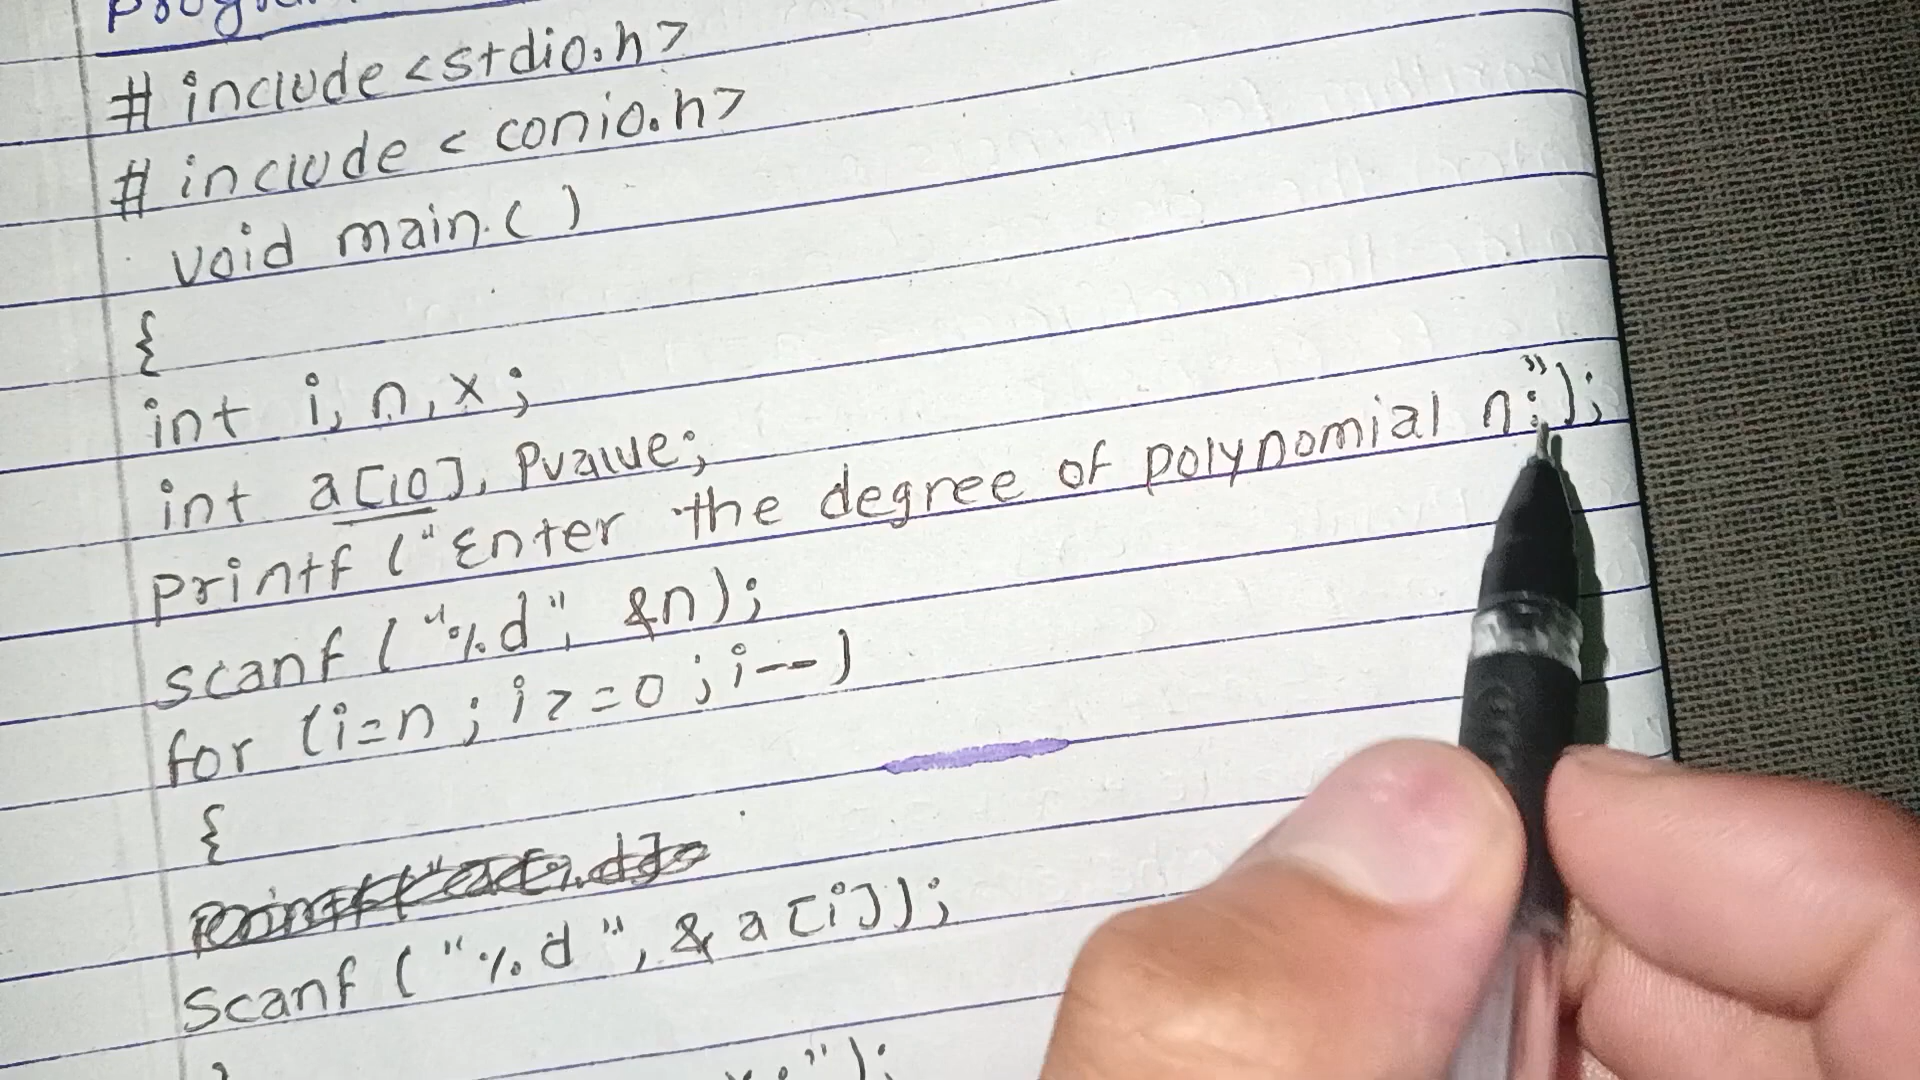 Program
# include <stdio.h>
# include < conio.h>
void main.( )
{
int i, n, x;
int a[10], Pvalue;
printf ("Enter the degree of polynomial n:");
scanf ("%d", &n);
for (i=n; i>=0; i--)
{
scanf ("%d", & a[i]);
");